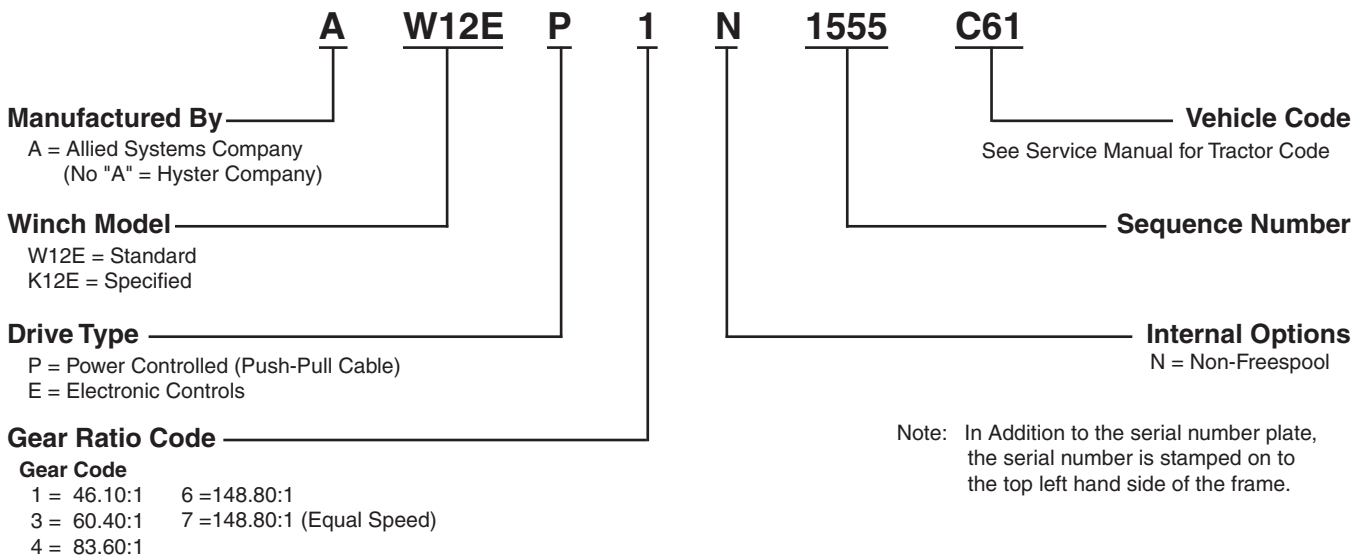 A W12E P 1 N 1555 C61
Manufactured By
A = Allied Systems Company
(No "A" = Hyster Company)
Winch Model
W12E = Standard
K12E = Specified
Drive Type
P = Power Controlled (Push-Pull Cable)
E = Electronic Controls
Gear Ratio Code
Gear Code
1 = 46.10:1 6 =148.80:1
3 = 60.40:1 7 =148.80:1 (Equal Speed)
4 = 83.60:1
Vehicle Code
See Service Manual for Tractor Code
Sequence Number
Internal Options
N = Non-Freespool
Note: In Addition to the serial number plate,
the serial number is stamped on to
the top left hand side of the frame.